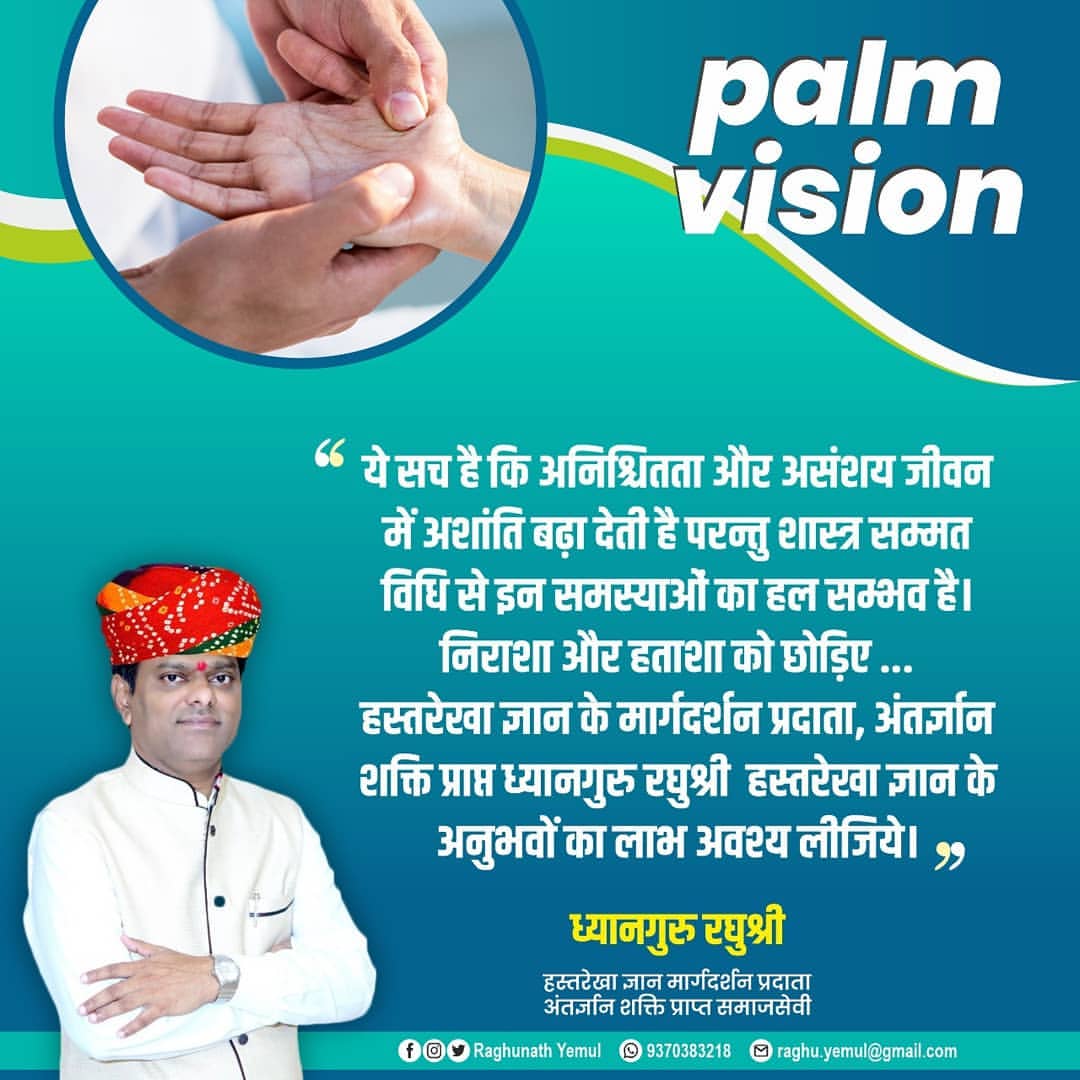 palm
vision
“ ये सच है कि अनिश्चितता और असंशय जीवन
में अशांति बढ़ा देती है परन्तु शास्त्र सम्मत
विधि से इन समस्याओं का हल सम्भव है।
निराशा और हताशा को छोड़िए ...
हस्तरेखा ज्ञान के मार्गदर्शन प्रदाता, अंतर्ज्ञान
शक्ति प्राप्त ध्यानगुरु रघुश्री हस्तरेखा ज्ञान के
अनुभवों का लाभ अवश्य लीजिये। ”
ध्यानगुरु रघुश्री
हस्तरेखा ज्ञान मार्गदर्शन प्रदाता
अंतर्ज्ञान शक्ति प्राप्त समाजसेवी
Raghunath Yemul 9370383218 raghu.yemul@gmail.com